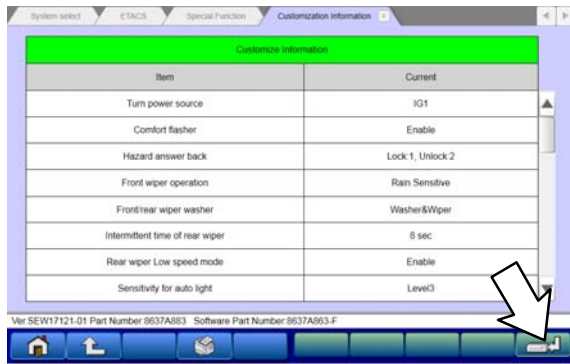 System select ETACS Special Function Customization Information
Customize Information
Item Current
Turn power source IG1
Comfort flasher Enable
Hazard answer back Lock:1, Unlock:2
Front wiper operation Rain Sensitive
Front/rear wiper washer Washer&Wiper
Intermittent time of rear wiper 8 sec
Rear wiper Low speed mode Enable
Sensitivity for auto light Level3
Ver.SEW17121-01 Part Number:8637A883 Software Part Number:8637A863-F